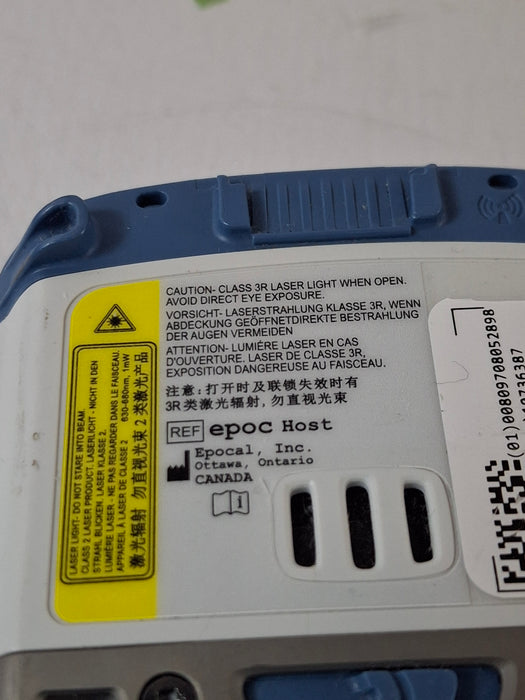 CAUTION- CLASS 3R LASER LIGHT WHEN OPEN.
AVOID DIRECT EYE EXPOSURE.
VORSICHT- LASERSTRAHLUNG KLASSE 3R, WENN
ABDECKUNG GEÖFFNETDIREKTE BESTRAHLUNG
DER AUGEN VERMEIDEN
ATTENTION- LUMIÈRE LASER EN CAS
D'OUVERTURE. LASER DE CLASSE 3R,
EXPOSITION DANGEREUSE AU FAISCEAU.
注意: 打开时及联锁失效时有
3R类激光辐射, 勿直视光束
REF epoc Host
Epocal, Inc.
Ottawa, Ontario
CANADA
LASER LIGHT- DO NOT STARE INTO BEAM.
CLASS 2 LASER PRODUCT. LASERLICHT - NICHT IN DEN
STRAHL BLICKEN. LASER KLASSE 2.
LUMIÈRE LASER - NE PAS REGARDER DANS LE FAISCEAU.
APPAREIL À LASER DE CLASSE 2 630-680nm, 1mW
激光辐射 勿直视光束 2 类激光产品
(01)00809708052898